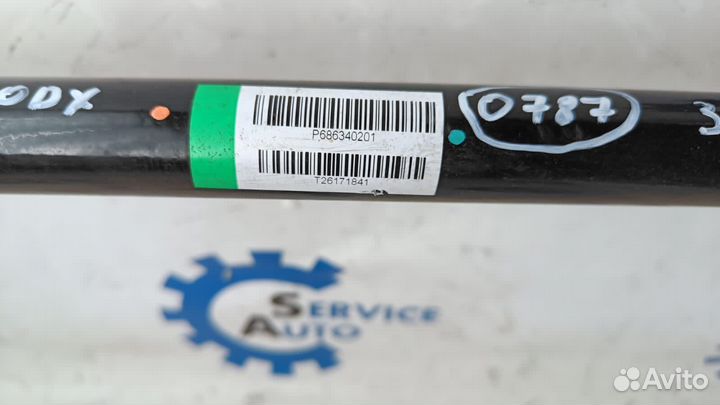 ODX
P686340201
T26171841
0787
3
SERVICE
AUTO
Avito